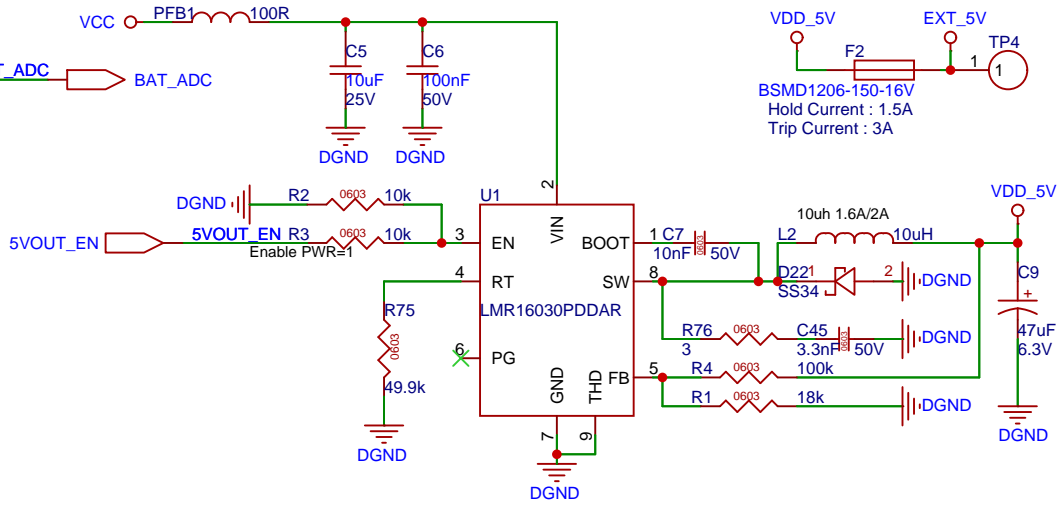 VCC
PFB1
100R
C5
10uF
25V
C6
100nF
50V
DGND
DGND
T_ADC
BAT_ADC
VDD_5V
EXT_5V
F2
TP4
1
1
BSMD1206-150-16V
Hold Current : 1.5A
Trip Current : 3A
DGND
R2
0603
10k
5VOUT_EN
5VOUT_EN
R3
0603
10k
Enable PWR=1
R75
0603
49.9k
DGND
U1
2
VIN
3
EN
4
RT
6
PG
LMR16030PDDAR
BOOT
1
SW
8
FB
5
GND
7
THD
9
DGND
C7
10nF
0603
50V
10uh 1.6A/2A
L2
10uH
D22
1
2
SS34
DGND
R76
3
0603
C45
3.3nF
0603
50V
DGND
R4
0603
100k
R1
0603
18k
DGND
VDD_5V
C9
+
47uF
6.3V
DGND